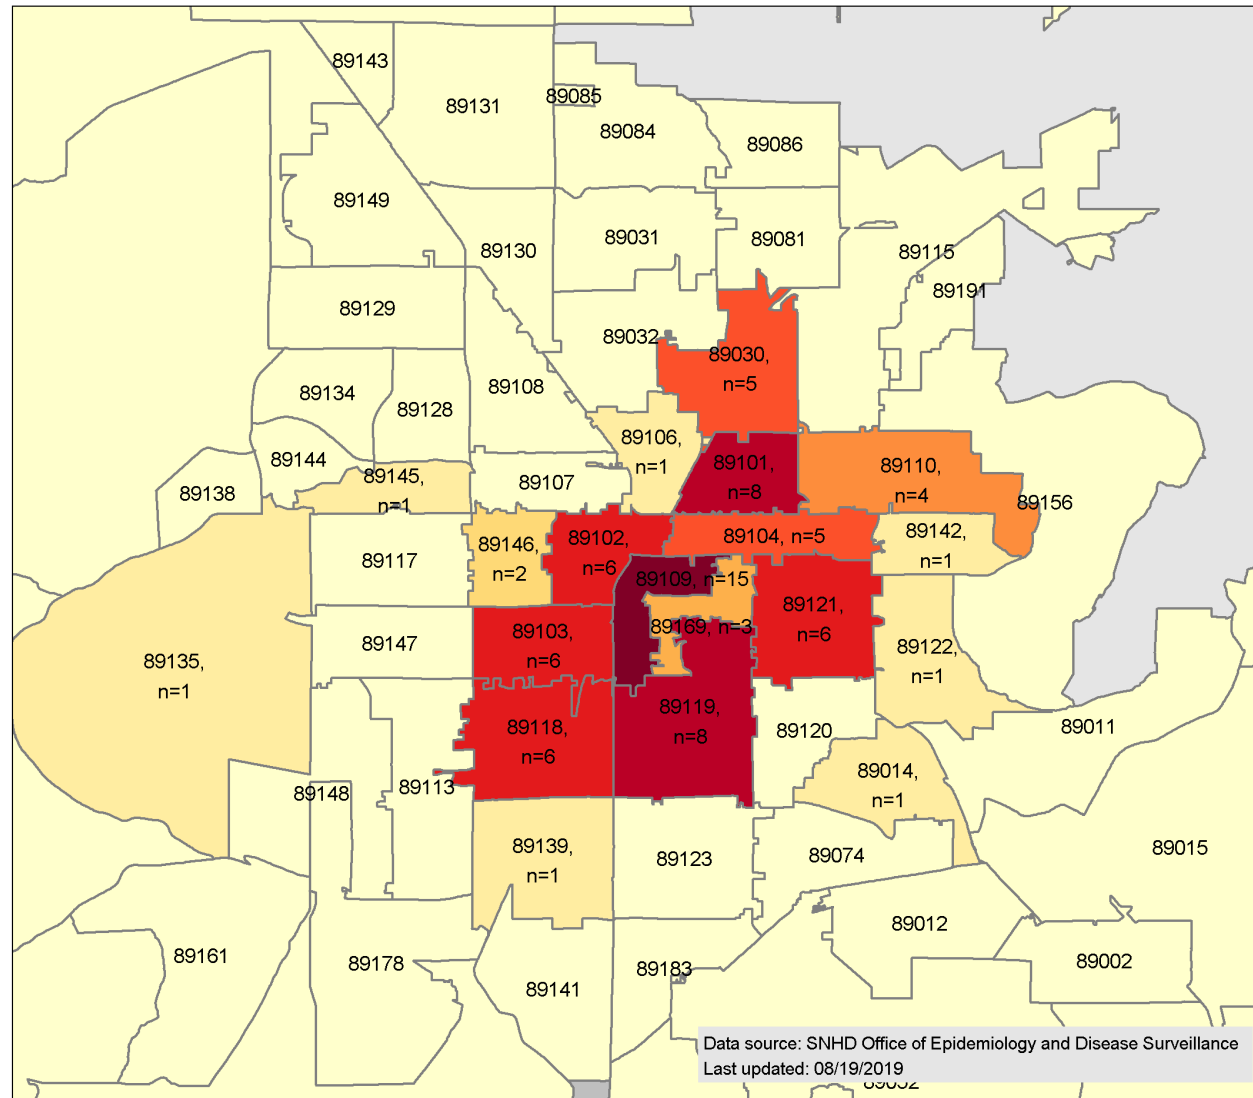 89143
89131
89085
89084
89086
89149
89130
89031
89081
89115
89191
89129
89032
89030,
n=5
89134
89128
89108
89106,
n=1
89144
89145,
n=1
89138
89107
89101,
n=8
89110,
n=4
89156
89117
89146,
n=2
89102,
n=6
89104, n=5
89142,
n=1
89109, n=15
89147
89103,
n=6
89169, n=3
89121,
n=6
89135,
n=1
89122,
n=1
89118,
n=6
89119,
n=8
89120
89011
89148
89113
89014,
n=1
89139,
n=1
89123
89074
89015
89161
89178
89141
89183
89012
89002
Data source: SNHD Office of Epidemiology and Disease Surveillance
Last updated: 08/19/2019